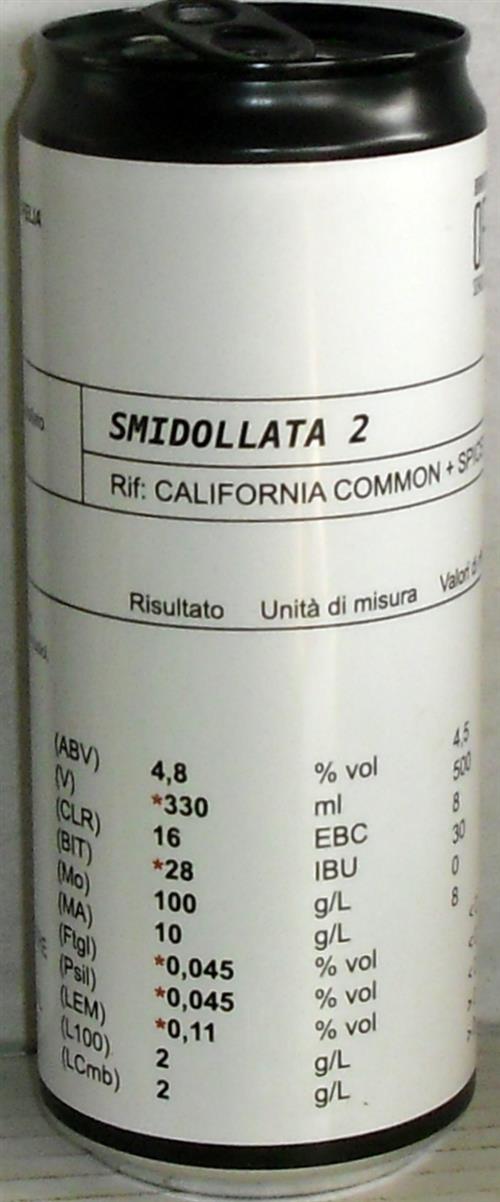 SMIDOLLATA 2
Rif: CALIFORNIA COMMON +
Risultato Unità di misura Valori
(ABV) 4,8 % vol 4,5
(V) *330 ml 500
(CLR) 16 EBC 8
(BIT) *28 IBU 30
(Mo) 100 g/L 0
(MA) 10 g/L 8
(Ftgl) *0,045 % vol
(Psil) *0,045 % vol
(LEM) *0,11 % vol
(L100) 2 g/L
(LCmb) 2 g/L